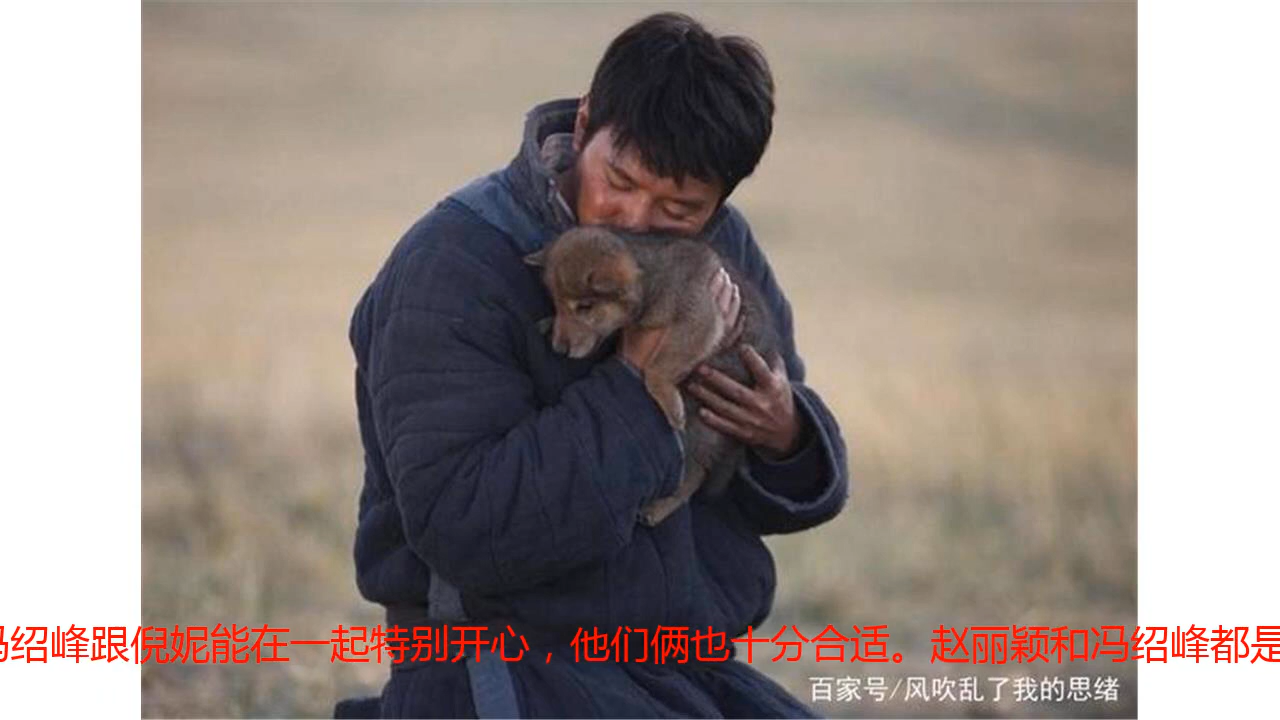 冯绍峰跟倪妮能在一起特别开心，他们俩也十分合适。赵丽颖和冯绍峰都是
百家号/风吹乱了我的思绪